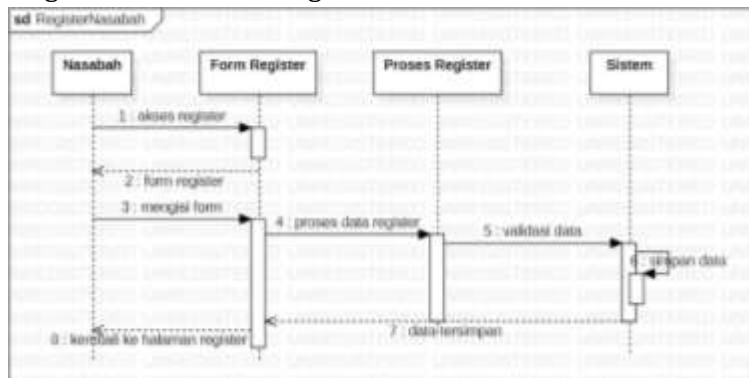 sd RegisterNasabah
Nasabah
Form Register
Proses Register
Sistem
1 : akses register
2 : form register
3 : mengisi form
4 : proses data register
5 : validasi data
6 : simpan data
7 : data tersimpan
8 : kembali ke halaman register